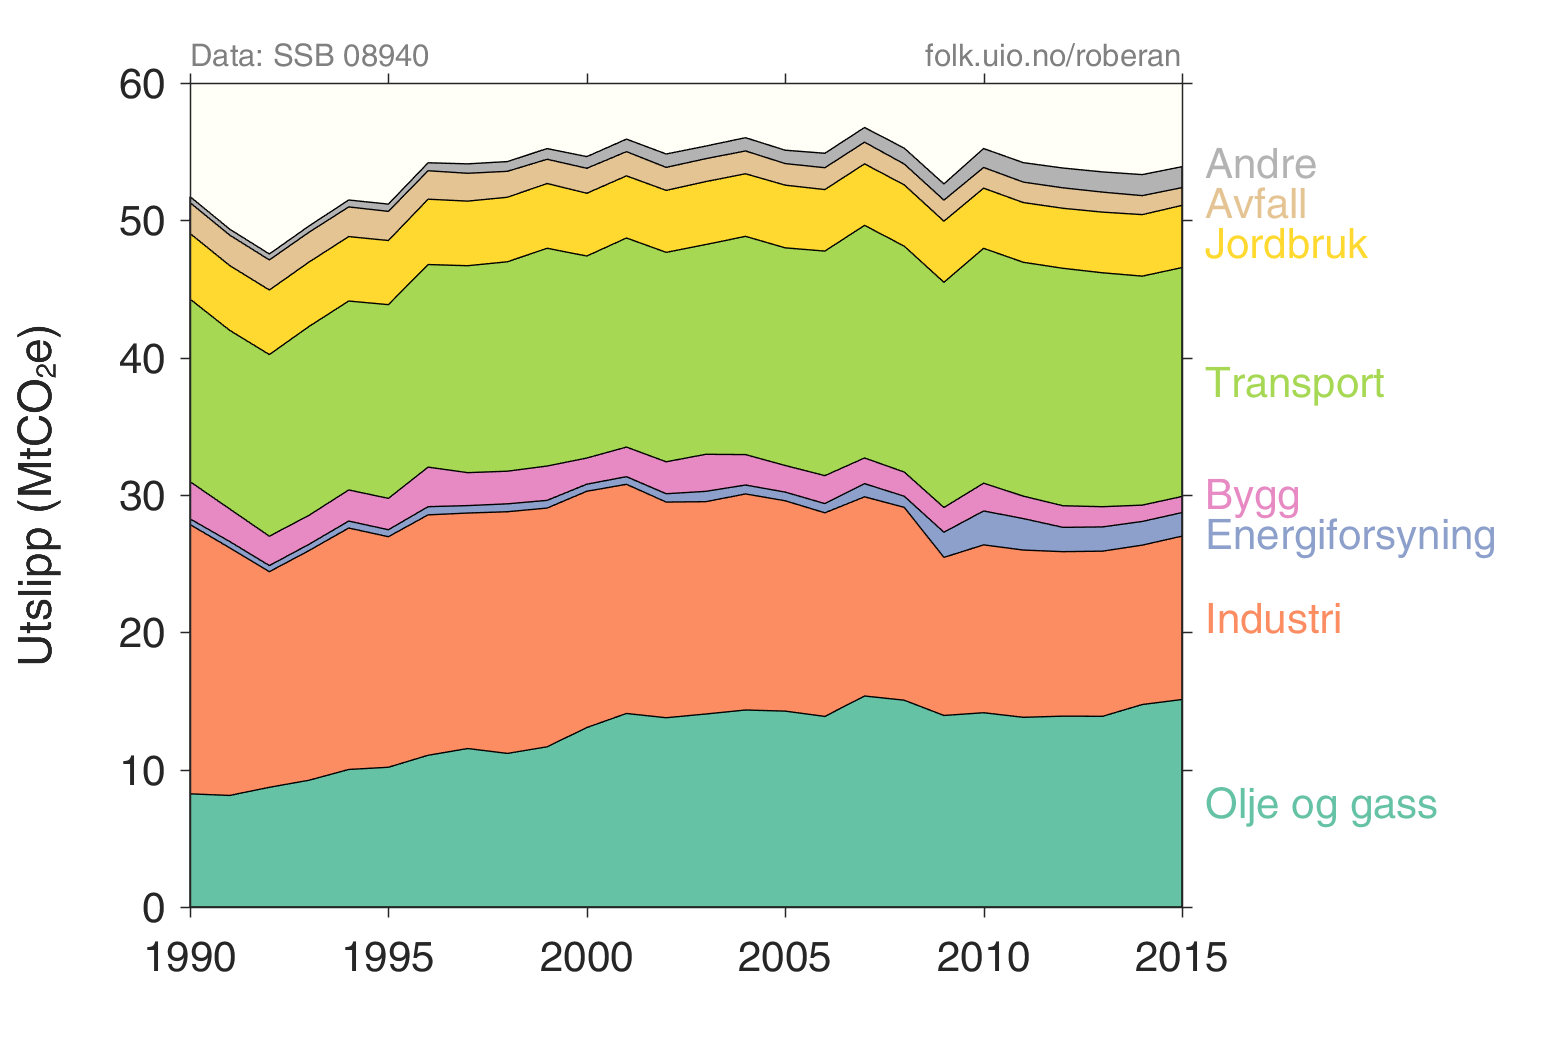 Data: SSB 08940
folk.uio.no/roberan
60
50
40
30
20
10
0
Utslipp (MtCO₂e)
1990
1995
2000
2005
2010
2015
Andre
Avfall
Jordbruk
Transport
Bygg
Energiforsyning
Industri
Olje og gass